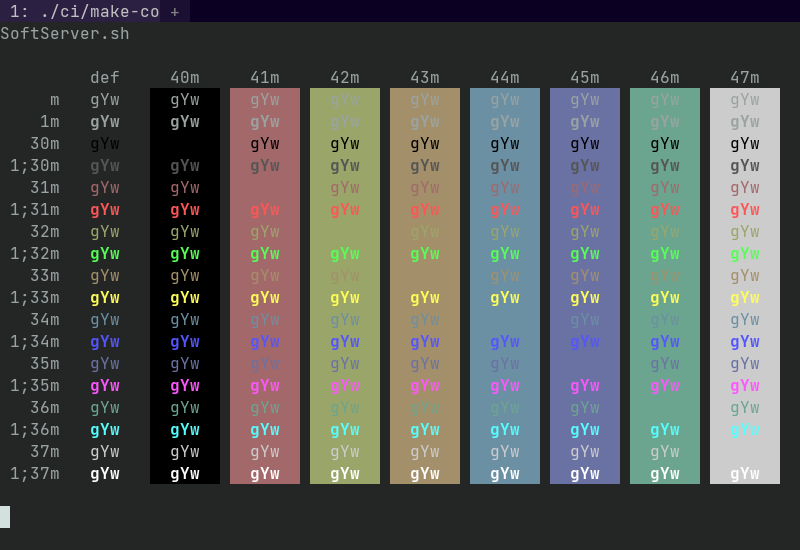 1: ./ci/make-co +
SoftServer.sh
def 40m 41m 42m 43m 44m 45m 46m 47m
m gYw gYw gYw gYw gYw gYw gYw gYw gYw
1m gYw gYw gYw gYw gYw gYw gYw gYw gYw
30m gYw gYw gYw gYw gYw gYw gYw gYw
1;30m gYw gYw gYw gYw gYw gYw gYw gYw gYw
31m gYw gYw gYw gYw gYw gYw gYw gYw
1;31m gYw gYw gYw gYw gYw gYw gYw gYw gYw
32m gYw gYw gYw gYw gYw gYw gYw gYw
1;32m gYw gYw gYw gYw gYw gYw gYw gYw gYw
33m gYw gYw gYw gYw gYw gYw gYw gYw
1;33m gYw gYw gYw gYw gYw gYw gYw gYw gYw
34m gYw gYw gYw gYw gYw gYw gYw gYw
1;34m gYw gYw gYw gYw gYw gYw gYw gYw gYw
35m gYw gYw gYw gYw gYw gYw gYw gYw
1;35m gYw gYw gYw gYw gYw gYw gYw gYw gYw
36m gYw gYw gYw gYw gYw gYw gYw gYw
1;36m gYw gYw gYw gYw gYw gYw gYw gYw gYw
37m gYw gYw gYw gYw gYw gYw gYw gYw
1;37m gYw gYw gYw gYw gYw gYw gYw gYw gYw